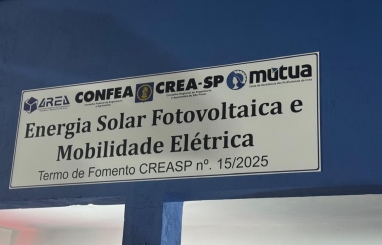 AREA CONFEA CREA-SP mútua
Energia Solar Fotovoltaica e
Mobilidade Elétrica
Termo de Fomento CREASP nº. 15/2025